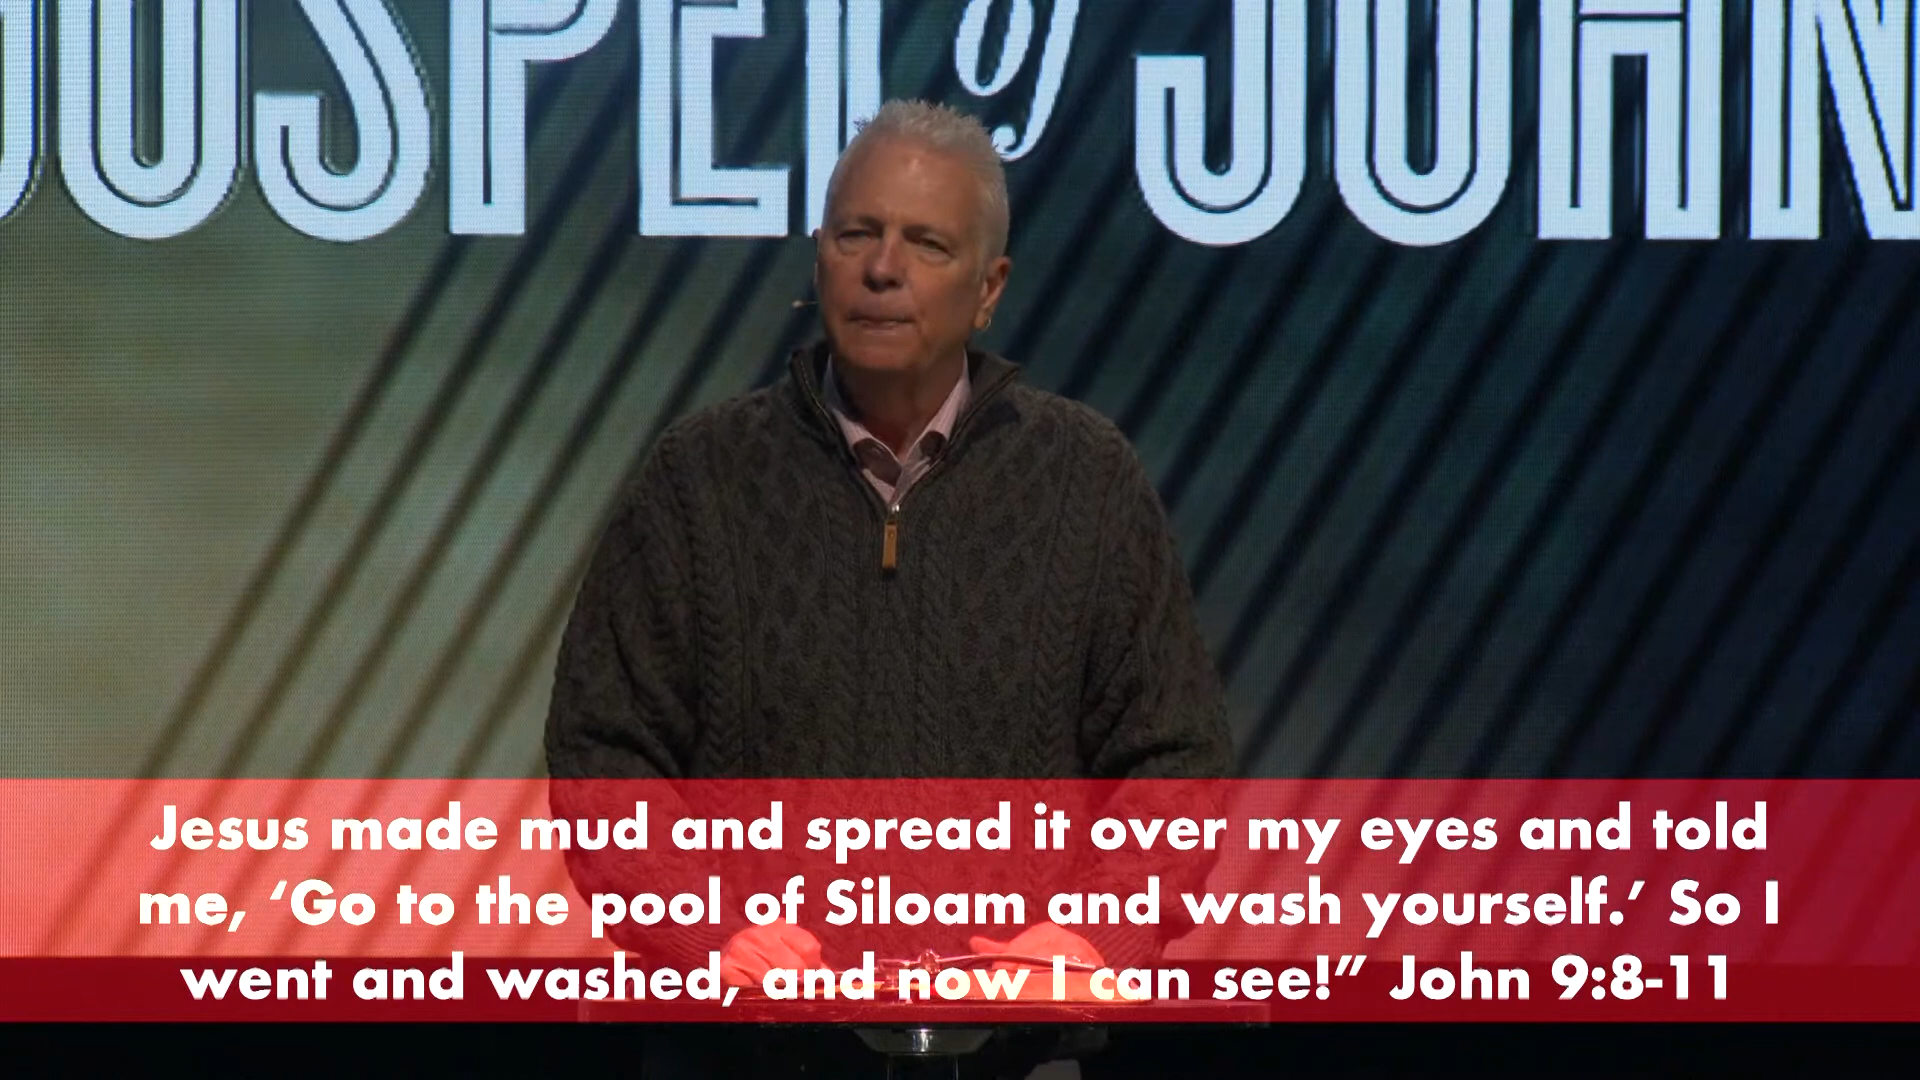 OSPEL of JOHN
Jesus made mud and spread it over my eyes and told
me, ‘Go to the pool of Siloam and wash yourself.’ So I
went and washed, and now I can see!” John 9:8-11